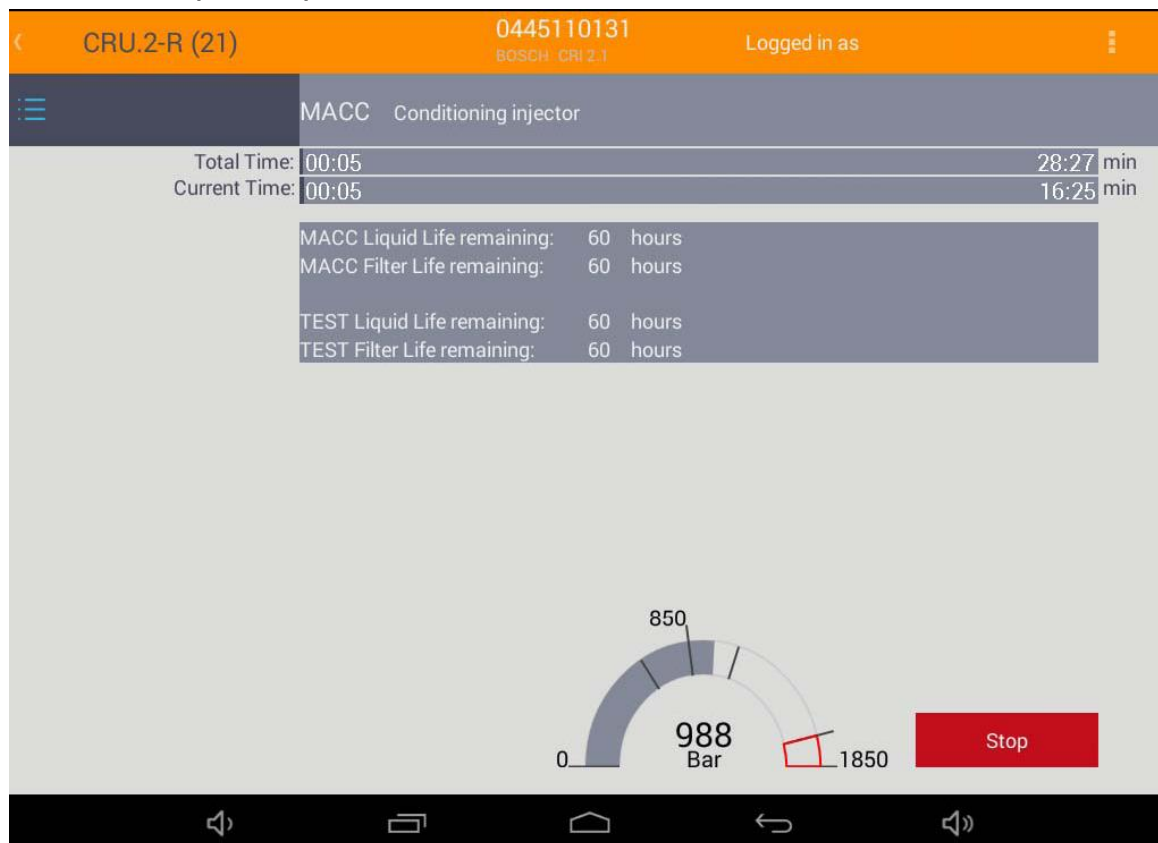 CRU.2-R (21)
0445110131
BOSCH CRI 2.1
Logged in as
MACC Conditioning injector
Total Time: 00:05 28:27 min
Current Time: 00:05 16:25 min
MACC Liquid Life remaining: 60 hours
MACC Filter Life remaining: 60 hours
TEST Liquid Life remaining: 60 hours
TEST Filter Life remaining: 60 hours
850
988
Bar
0
1850
Stop